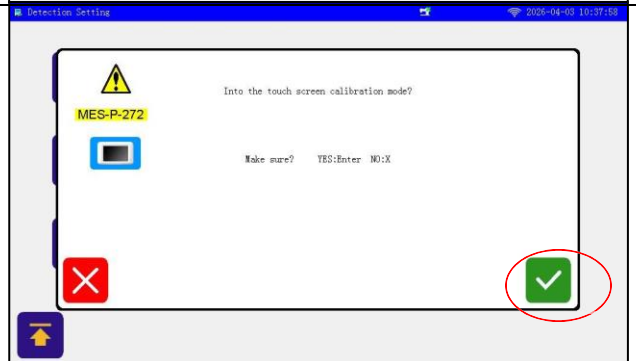 Detection Setting
2026-04-03 10:37:58
Into the touch screen calibration mode?
MES-P-272
Make sure? YES:Enter NO:X